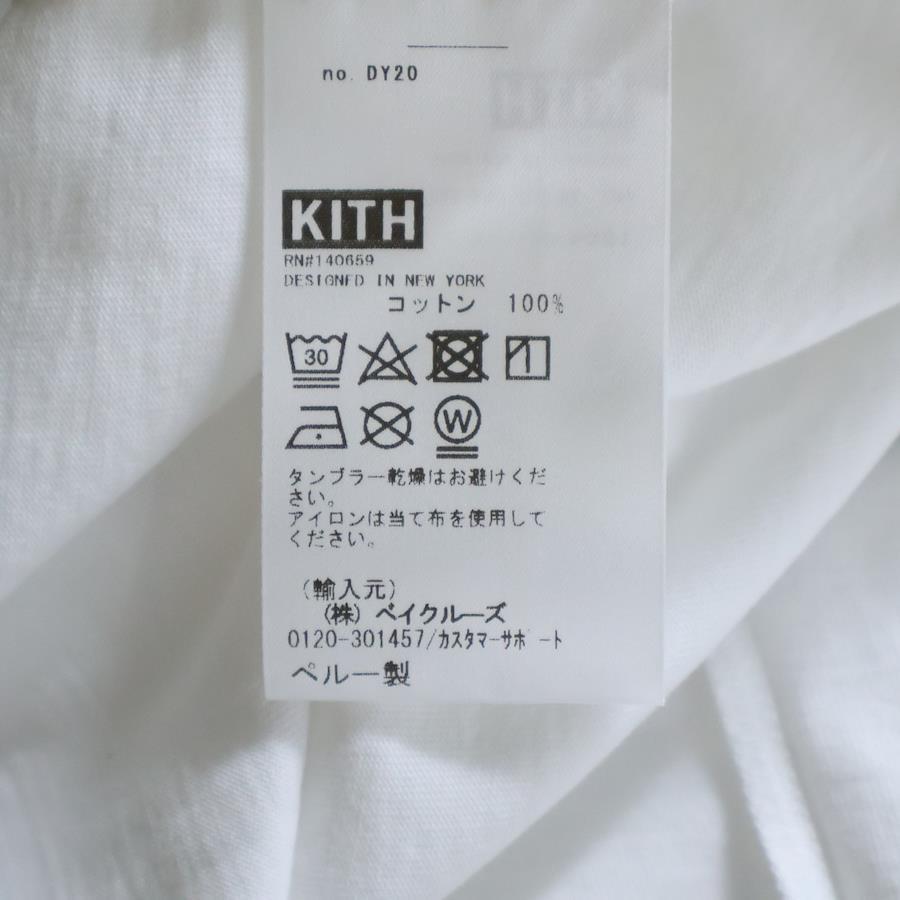 no. DY20
KITH
RN#140659
DESIGNED IN NEW YORK
コットン 100%
30
W
タンブラー乾燥はお避けくだ
さい。
アイロンは当て布を使用して
ください。
(輸入元)
(株) ベイクルーズ
0120-301457/カスタマーサポート
ペルー製